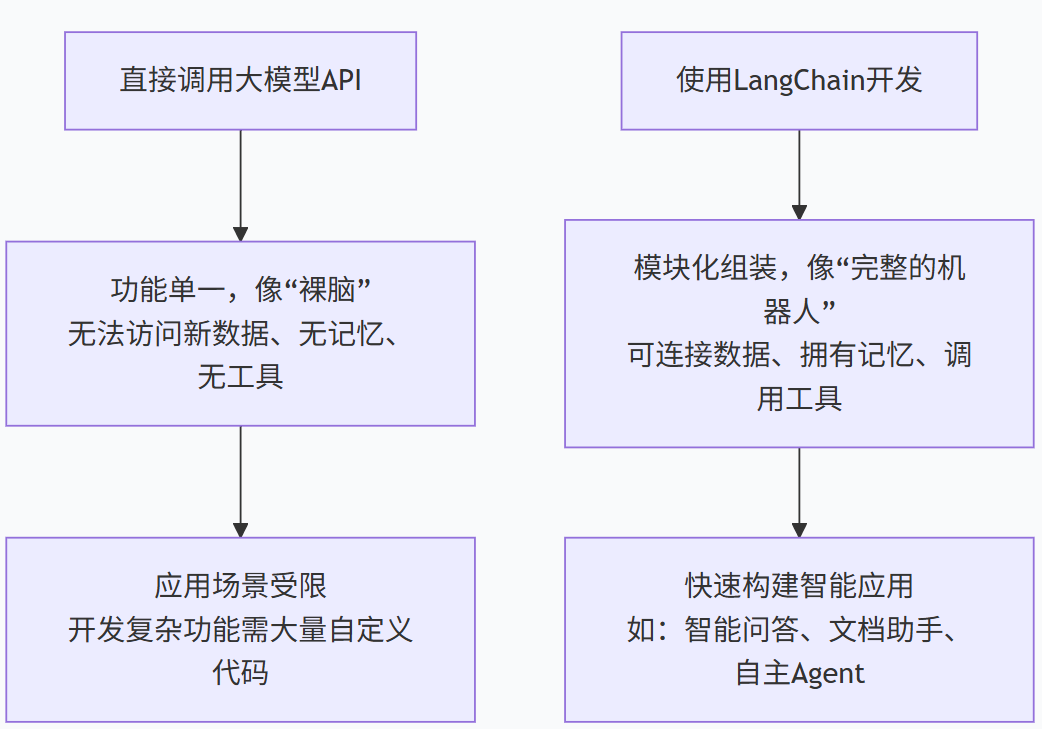 直接调用大模型API
使用LangChain开发
功能单一，像“裸脑”
无法访问新数据、无记忆、
无工具
模块化组装，像“完整的机
器人”
可连接数据、拥有记忆、调
用工具
应用场景受限
开发复杂功能需大量自定义
代码
快速构建智能应用
如：智能问答、文档助手、
自主Agent